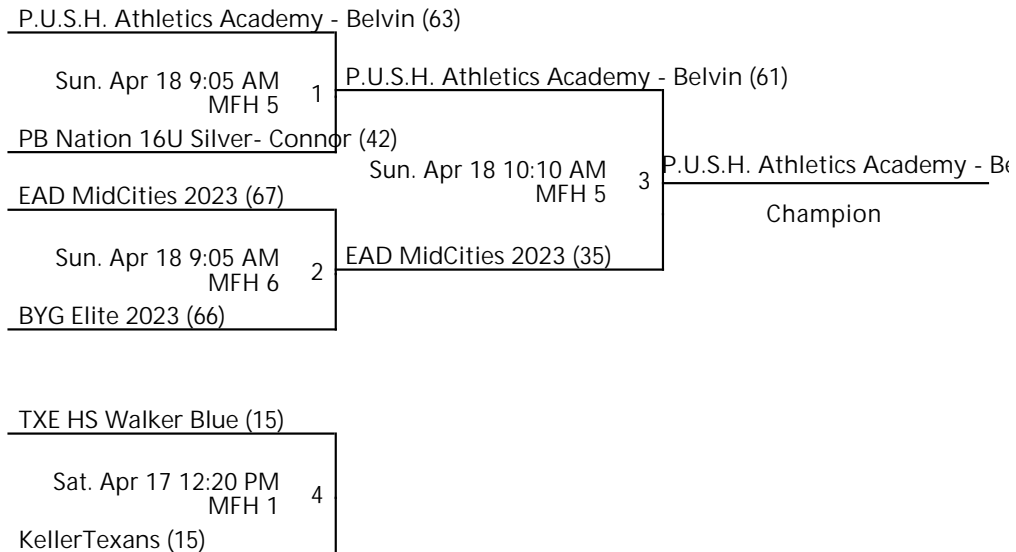 P.U.S.H. Athletics Academy - Belvin (63)
Sun. Apr 18 9:05 AM
MFH 5
1
P.U.S.H. Athletics Academy - Belvin (61)
PB Nation 16U Silver- Connor (42)
Sun. Apr 18 10:10 AM
MFH 5
3
P.U.S.H. Athletics Academy - Be
Champion
EAD MidCities 2023 (67)
Sun. Apr 18 9:05 AM
MFH 6
2
EAD MidCities 2023 (35)
BYG Elite 2023 (66)
TXE HS Walker Blue (15)
Sat. Apr 17 12:20 PM
MFH 1
4
KellerTexans (15)